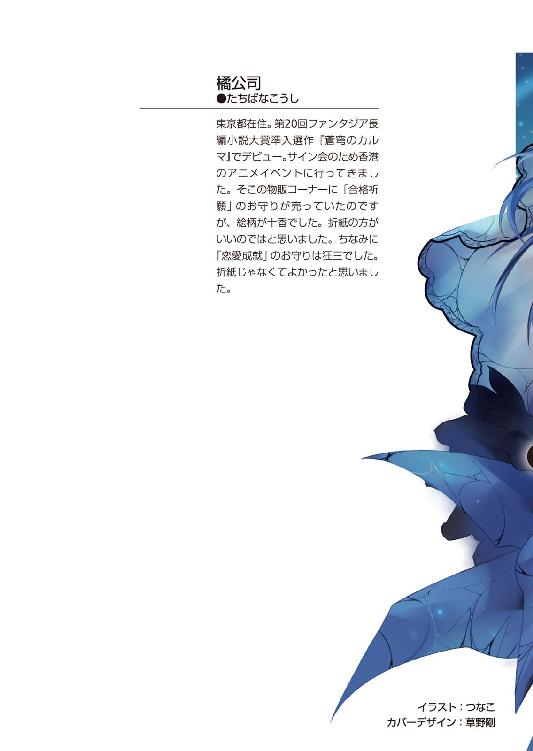 橘公司
●たちばなこうし
東京都在住。第20回ファンタジア長
編小説大賞準入選作『蒼穹のカル
マ』でデビュー。サイン会のため香港
のアニメイベントに行ってきまし
た。そこの物販コーナーに「合格祈
願」のお守りが売っていたのです
が、絵柄が十香でした。折紙の方が
いいのではと思いました。ちなみに
「恋愛成就」のお守りは狂三でした。
折紙じゃなくてよかったと思いまし
た。
イラスト：つなこ
カバーデザイン：草野剛